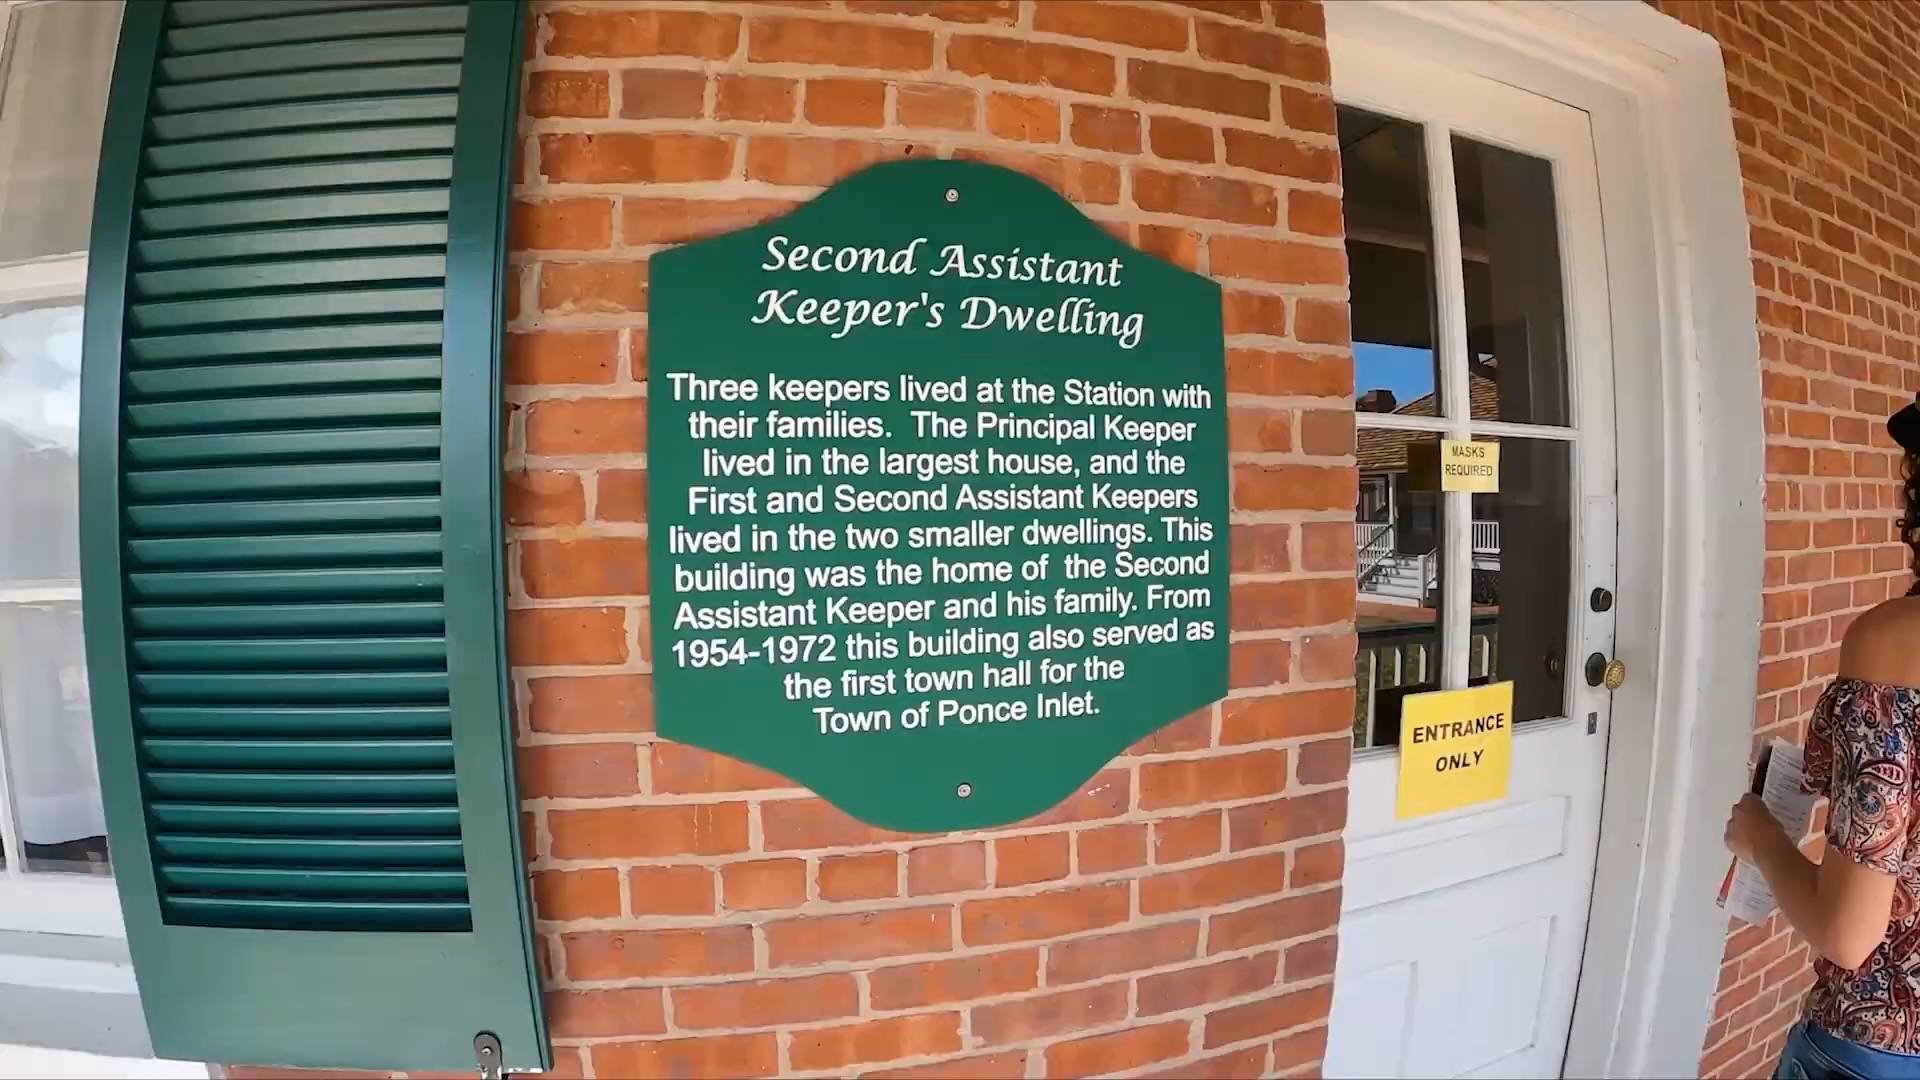 Second Assistant
Keeper's Dwelling
Three keepers lived at the Station with
their families. The Principal Keeper
lived in the largest house, and the
First and Second Assistant Keepers
lived in the two smaller dwellings. This
building was the home of the Second
Assistant Keeper and his family. From
1954-1972 this building also served as
the first town hall for the
Town of Ponce Inlet.
MASKS
REQUIRED
ENTRANCE
ONLY